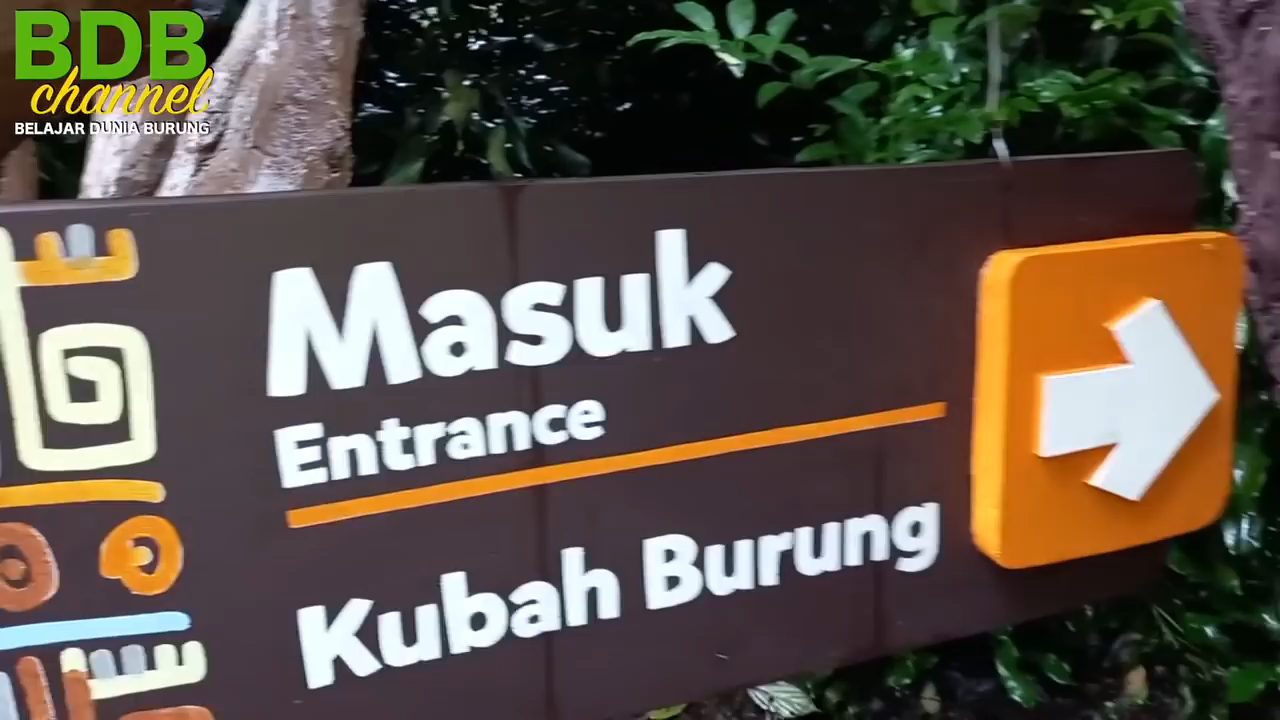 BDB
channel
BELAJAR DUNIA BURUNG
Masuk
Entrance
Kubah Burung